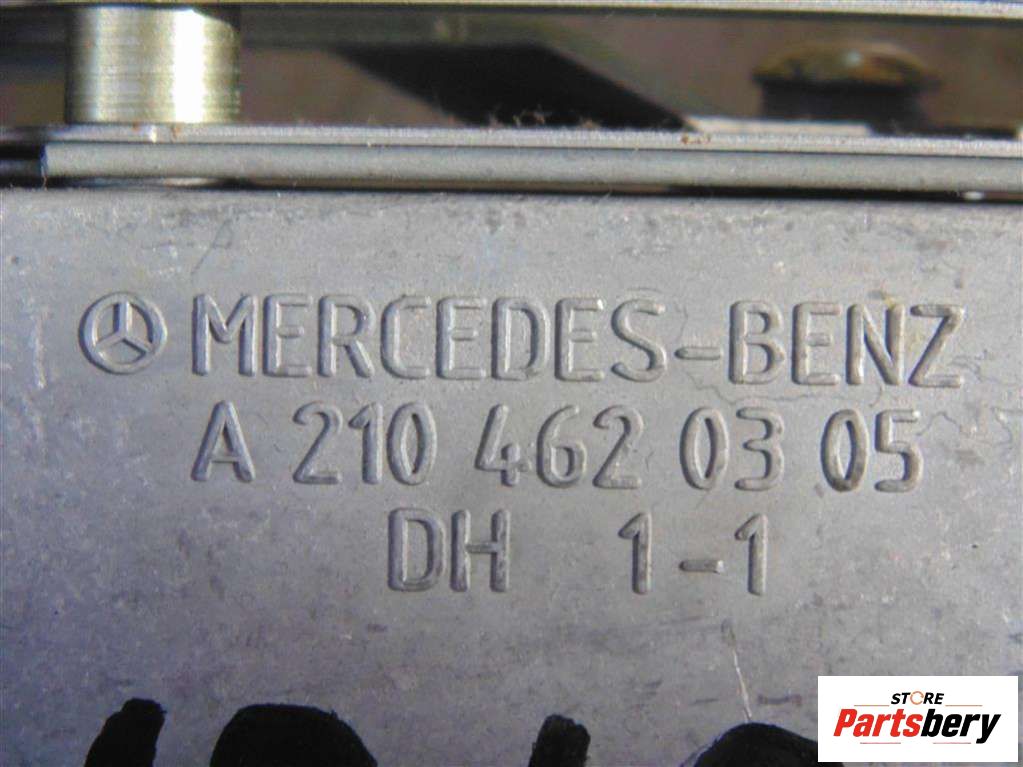 MERCEDES-BENZ
A 210 462 03 05
DH 1-1
STORE
Partsbery